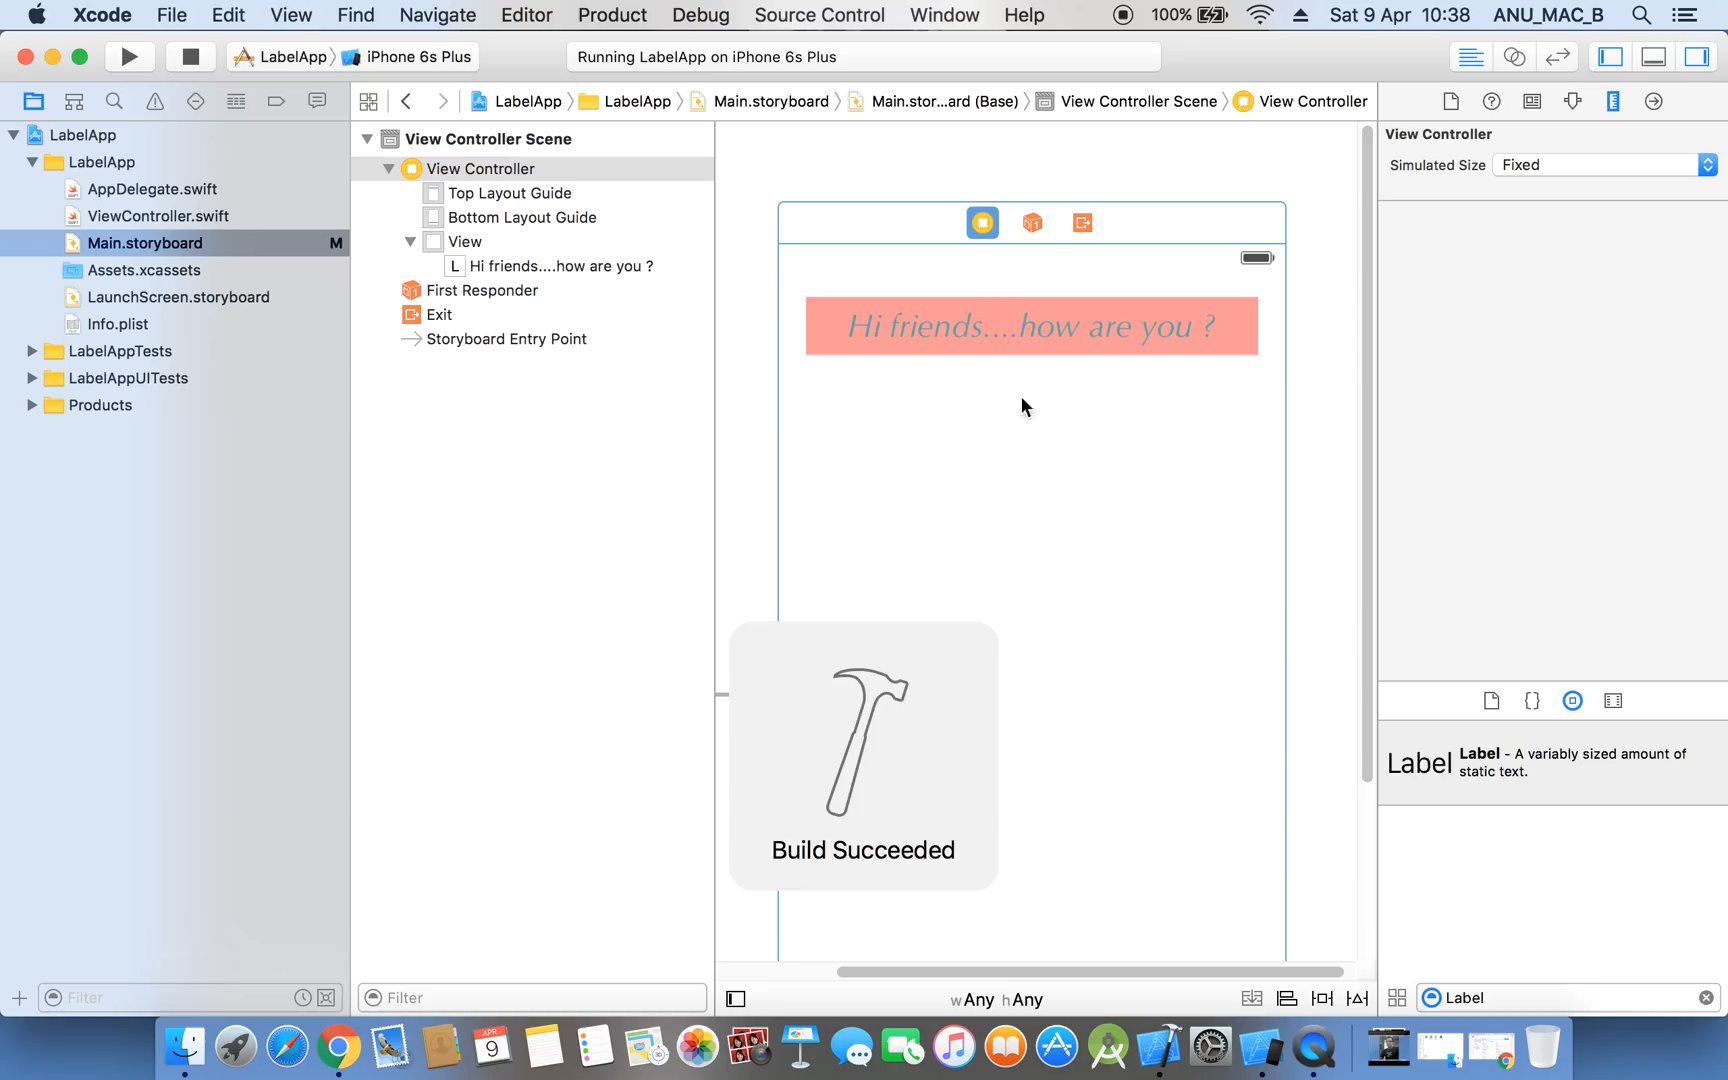 Xcode File Edit View Find Navigate Editor Product Debug Source Control Window Help 100% Sat 9 Apr 10:38 ANU_MAC_B
LabelApp iPhone 6s Plus Running LabelApp on iPhone 6s Plus
LabelApp LabelApp Main.storyboard Main.stor...ard (Base) View Controller Scene View Controller
LabelApp
LabelApp
AppDelegate.swift
ViewController.swift
Main.storyboard M
Assets.xcassets
LaunchScreen.storyboard
Info.plist
LabelAppTests
LabelAppUITests
Products
Filter
View Controller Scene
View Controller
Top Layout Guide
Bottom Layout Guide
View
L Hi friends....how are you ?
First Responder
Exit
Storyboard Entry Point
Filter
Hi friends....how are you ?
Build Succeeded
wAny hAny
View Controller
Simulated Size Fixed
Label Label - A variably sized amount of
static text.
Label
APR
9